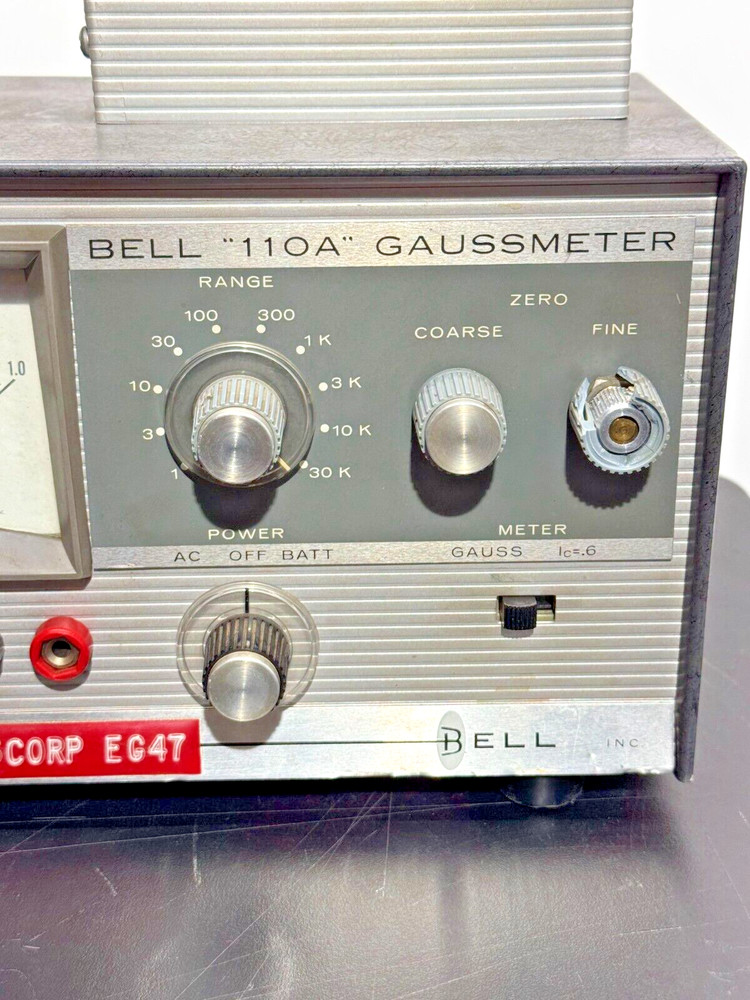 BELL "110A" GAUSSMETER
RANGE
ZERO
100 300
COARSE FINE
30 1 K
1.0
10 3 K
3 10 K
1 30 K
POWER METER
AC OFF BATT GAUSS Ic=.6
CORP EG47
BELL INC